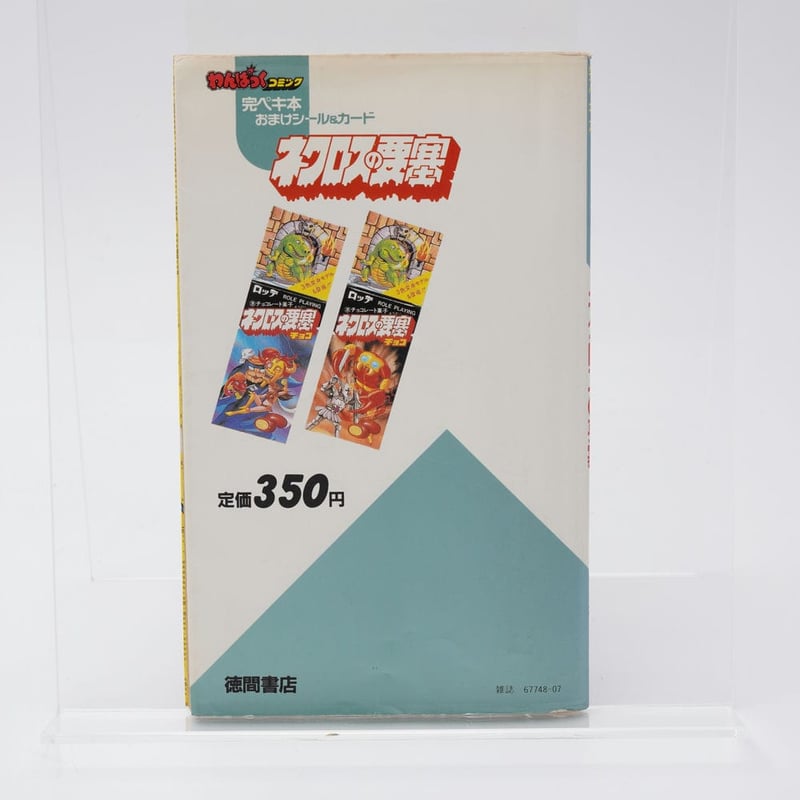 わんぱっくコミック
完ペキ本
おまけシール&カード
ネクロスの要塞
ロッテ
ROLE PLAYING
チョコレート菓子
ネクロスの要塞
チョコ
ロッテ
ROLE PLAYING
チョコレート菓子
ネクロスの要塞
チョコ
定価350円
徳間書店
雑誌 67748-07